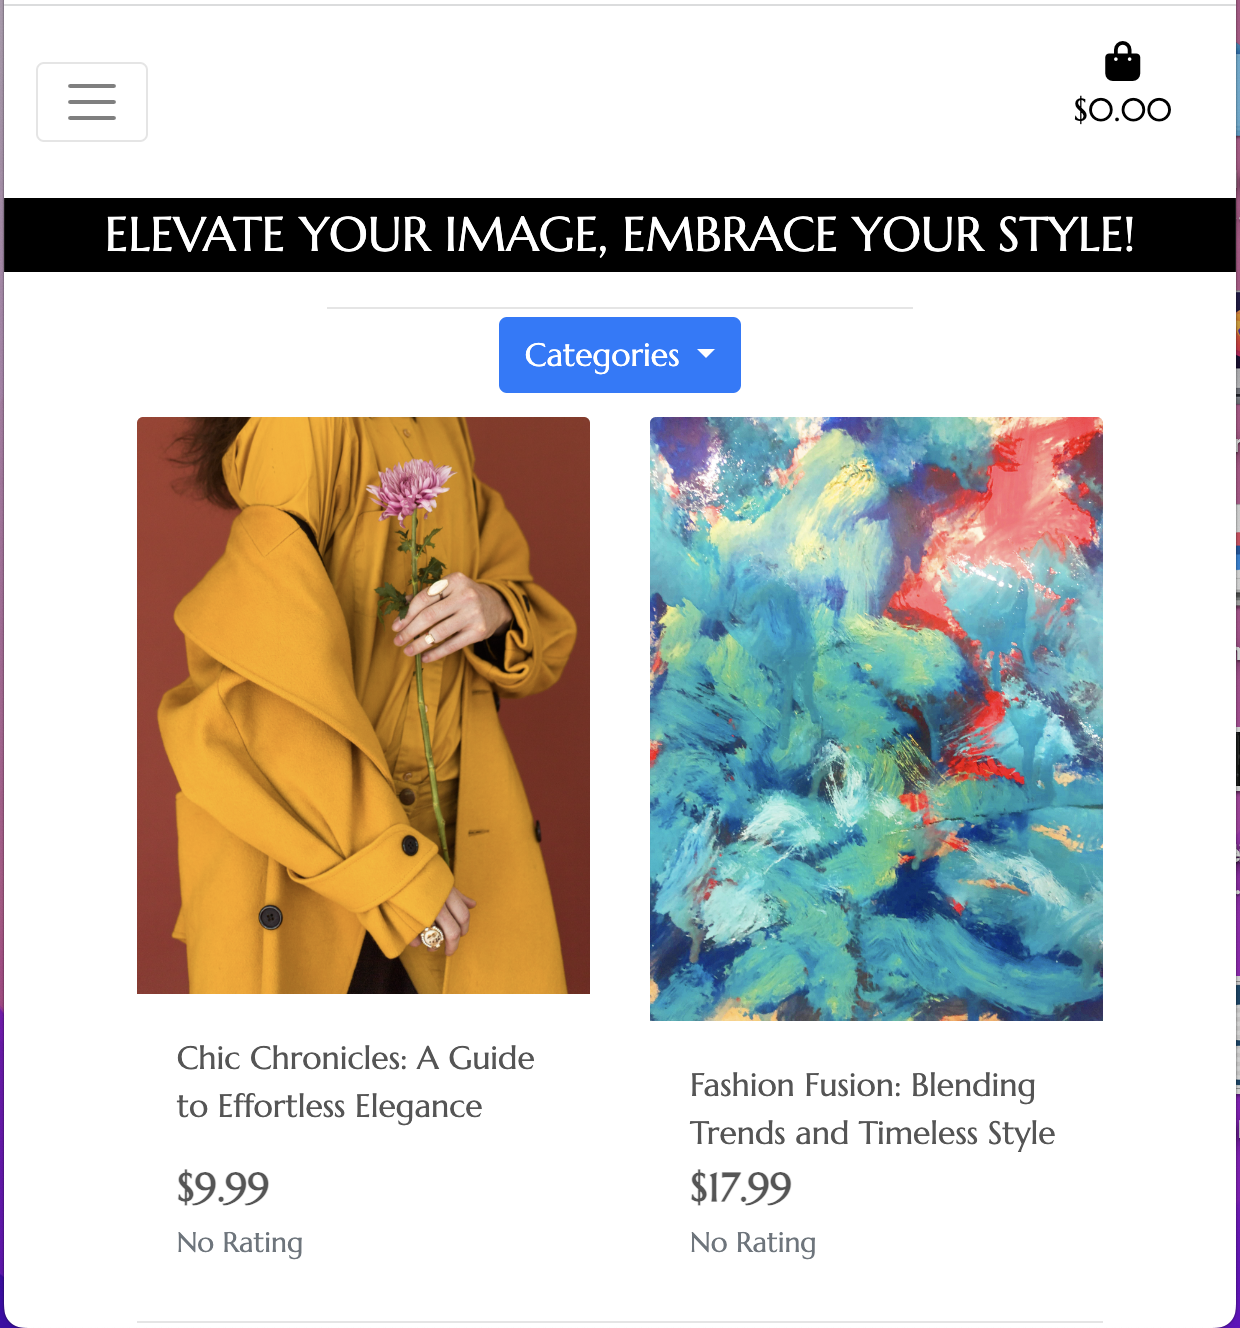 $0.00
ELEVATE YOUR IMAGE, EMBRACE YOUR STYLE!
Categories
Chic Chronicles: A Guide
to Effortless Elegance
$9.99
No Rating
Fashion Fusion: Blending
Trends and Timeless Style
$17.99
No Rating